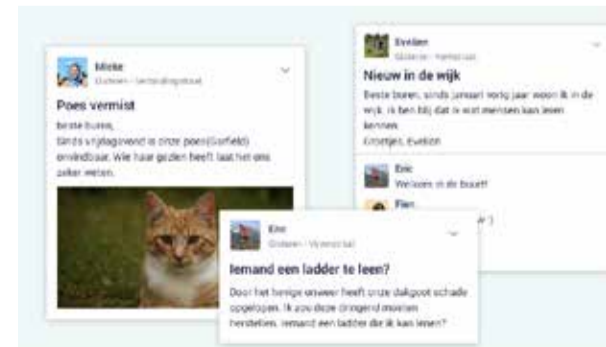 Mieke
Gisteren -
Poes vermist
Beste buren,
Sinds vrijdagavond is onze poes(Garfield)
onvindbaar. Wie haar gezien heeft laat het ons
zeker weten.
Evelien
Gisteren -
Nieuw in de wijk
Beste buren, sinds januari vorig jaar woon ik in de
wijk. Ik ben blij dat ik wat mensen kan leren
kennen.
Groetjes, Evelien
Eric
Welkom in de buurt!
Fien
Eric
Gisteren -
Iemand een ladder te leen?
Door het hevige onweer heeft onze dakgoot schade
opgelopen. Ik zou deze dringend moeten
herstellen. Iemand een ladder die ik kan lenen?